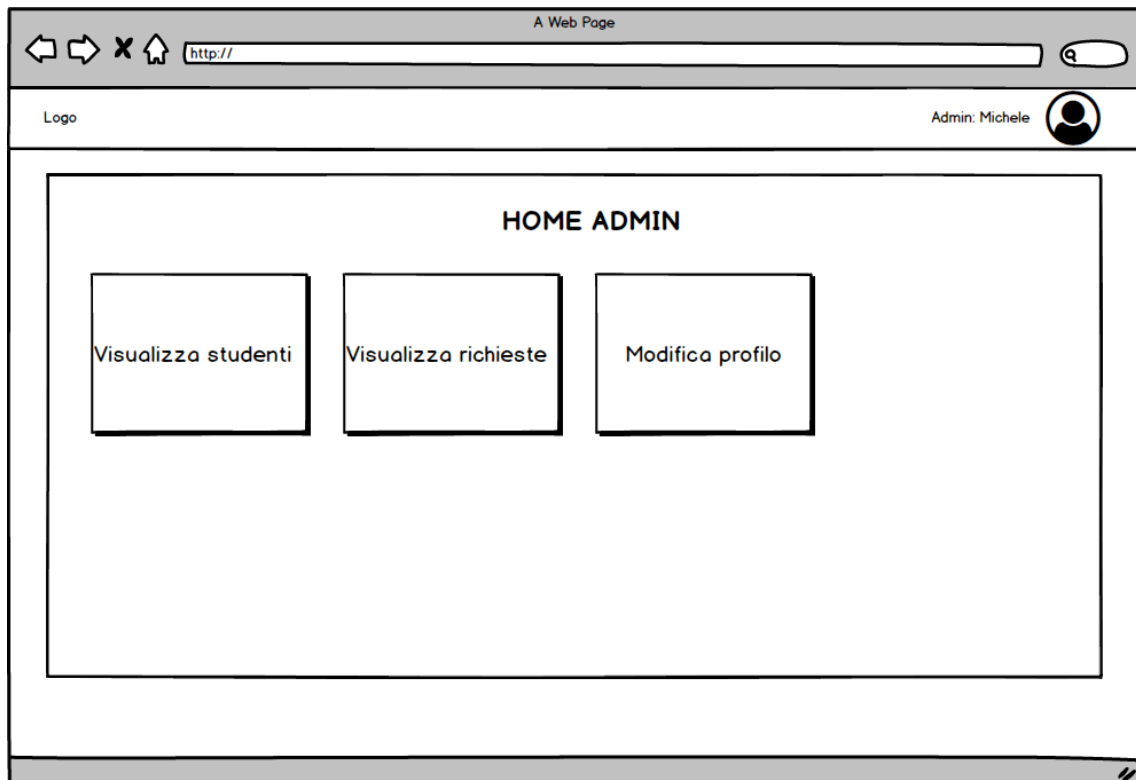 A Web Page
http://
Logo
Admin: Michele
HOME ADMIN
Visualizza studenti
Visualizza richieste
Modifica profilo